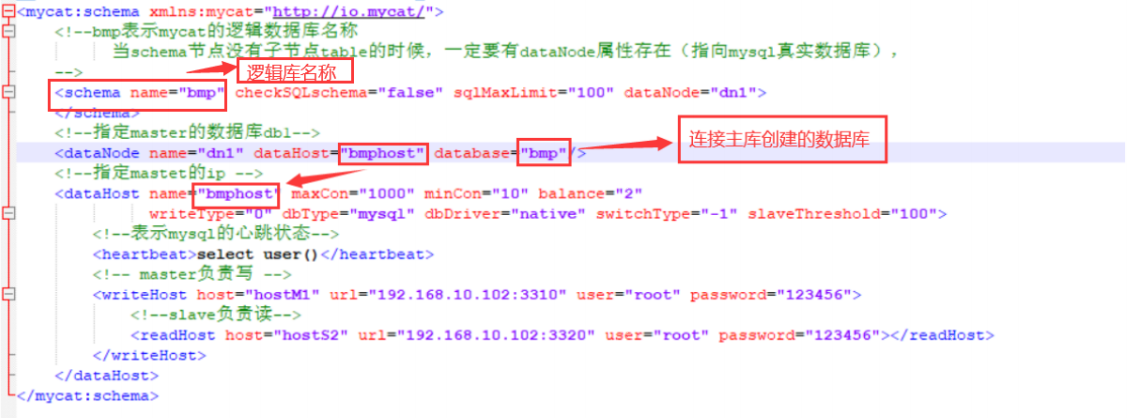 <mycat:schema xmlns:mycat="http://io.mycat/">
<!--bmp表示mycat的逻辑数据库名称
当schema节点没有子节点table的时候，一定要有dataNode属性存在（指向mysql真实数据库），
-->
逻辑库名称
<schema name="bmp" checkSQLschema="false" sqlMaxLimit="100" dataNode="dn1">
</schema>
<!--指定master的数据库db1-->
<dataNode name="dn1" dataHost="bmphost" database="bmp"/>
连接主库创建的数据库
<!--指定mastet的ip -->
<dataHost name="bmphost" maxCon="1000" minCon="10" balance="2"
writeType="0" dbType="mysql" dbDriver="native" switchType="-1" slaveThreshold="100">
<!--表示mysql的心跳状态-->
<heartbeat>select user()</heartbeat>
<!-- master负责写 -->
<writeHost host="hostM1" url="192.168.10.102:3310" user="root" password="123456">
<!--slave负责读-->
<readHost host="hostS2" url="192.168.10.102:3320" user="root" password="123456"></readHost>
</writeHost>
</dataHost>
</mycat:schema>